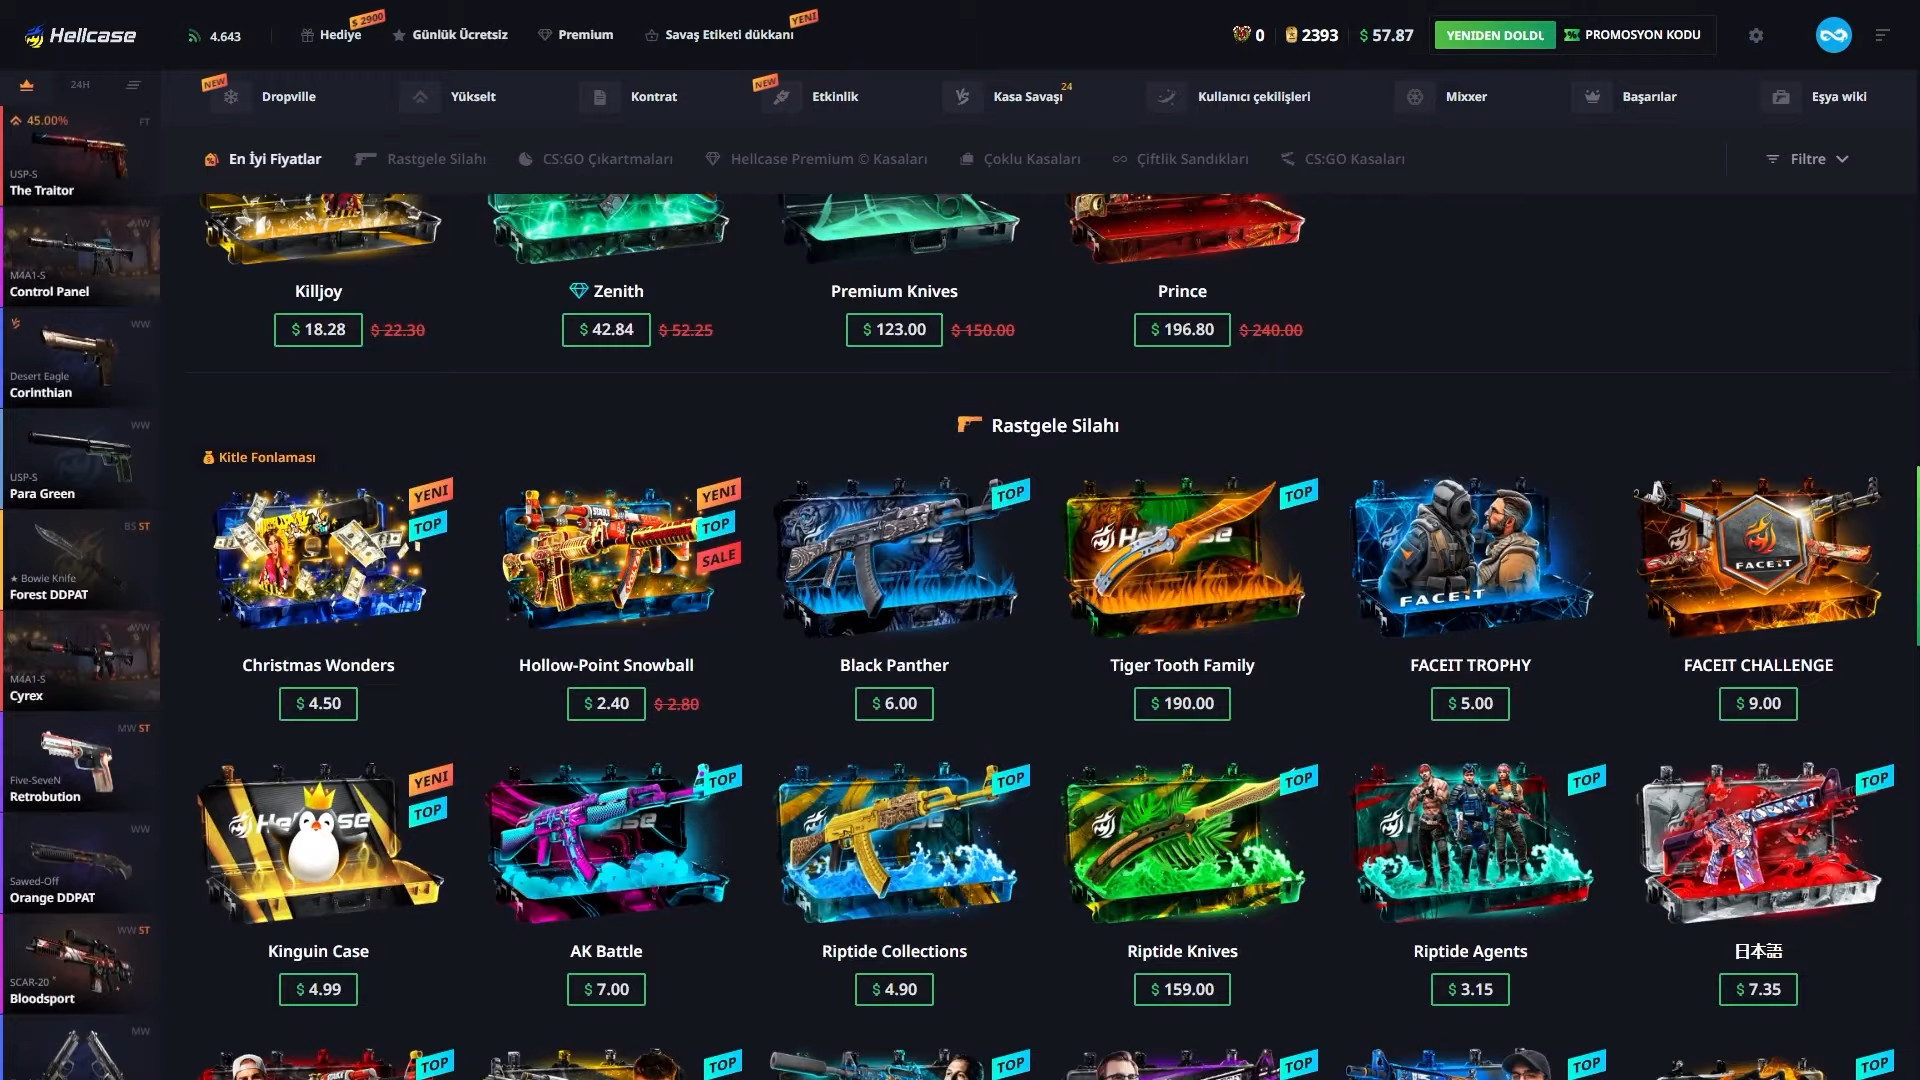 Hellcase
4.643
Hediye
$ 2900
Günlük Ücretsiz
Premium
Savaş Etiketi dükkanı
YENİ
0
2393
$ 57.87
YENIDEN DOLDU
PROMOSYON KODU
24H
NEW
Dropville
Yükselt
Kontrat
NEW
Etkinlik
Kasa Savaşı
24
Kullanıcı çekilişleri
Mixxer
Başarılar
Eşya wiki
En İyi Fiyatlar
Rastgele Silahı
CS:GO Çıkartmaları
Hellcase Premium © Kasaları
Çoklu Kasaları
Çiftlik Sandıkları
CS:GO Kasaları
Filtre
45.00%
FT
USP-S
The Traitor
MW
M4A1-S
Control Panel
WW
Desert Eagle
Corinthian
WW
USP-S
Para Green
BS ST
★ Bowie Knife
Forest DDPAT
WW
M4A1-S
Cyrex
MW ST
Five-SeveN
Retrobution
WW
Sawed-Off
Orange DDPAT
WW ST
SCAR-20
Bloodsport
MW
Killjoy
$ 18.28
$ 22.30
Zenith
$ 42.84
$ 52.25
Premium Knives
$ 123.00
$ 150.00
Prince
$ 196.80
$ 240.00
Rastgele Silahı
Kitle Fonlaması
YENI
TOP
Christmas Wonders
$ 4.50
YENI
TOP
SALE
Hollow-Point Snowball
$ 2.40
$ 2.80
TOP
Black Panther
$ 6.00
TOP
Tiger Tooth Family
$ 190.00
FACEIT
FACEIT TROPHY
$ 5.00
FACEIT
FACEIT CHALLENGE
$ 9.00
YENI
TOP
Kinguin Case
$ 4.99
TOP
AK Battle
$ 7.00
TOP
Riptide Collections
$ 4.90
TOP
Riptide Knives
$ 159.00
TOP
Riptide Agents
$ 3.15
TOP
日本語
$ 7.35
TOP
TOP
TOP
TOP
TOP
TOP